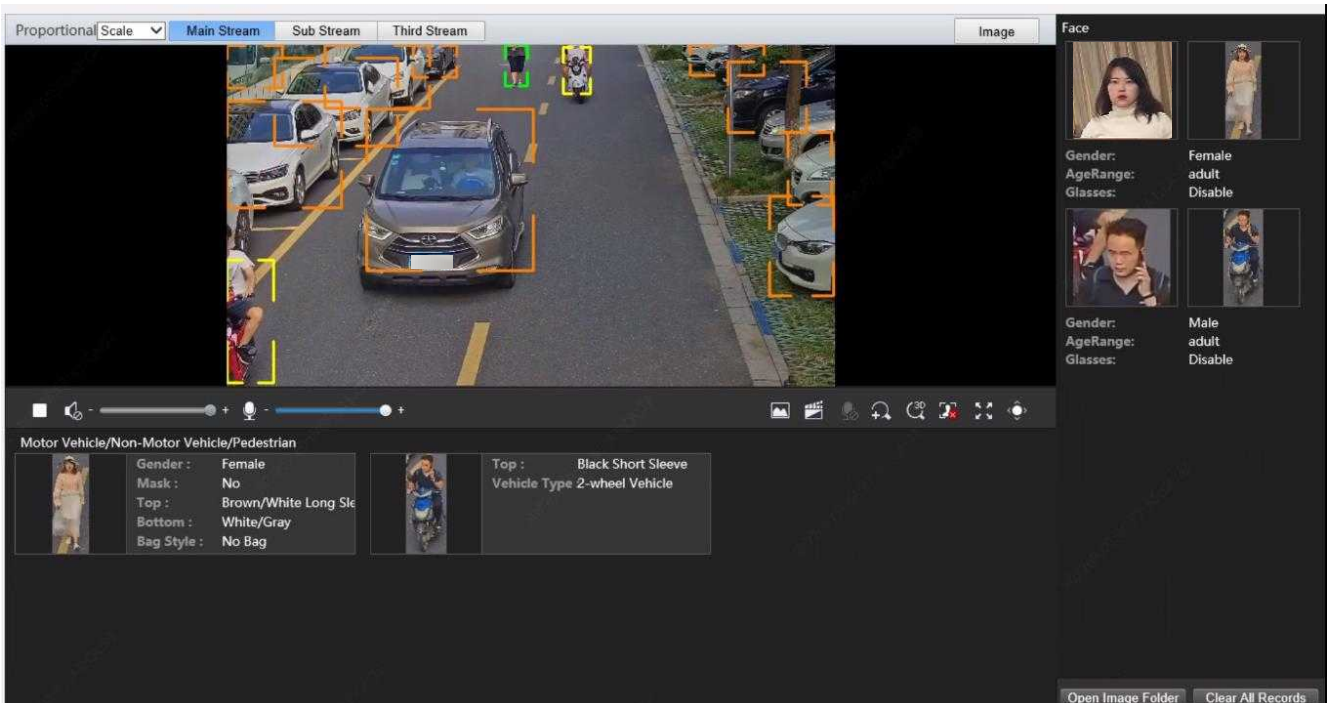 Proportional Scale Main Stream Sub Stream Third Stream Image
Face
Gender: Female
AgeRange: adult
Glasses: Disable
Gender: Male
AgeRange: adult
Glasses: Disable
- + - +
3D
Motor Vehicle/Non-Motor Vehicle/Pedestrian
Gender : Female
Mask : No
Top : Brown/White Long Sle
Bottom : White/Gray
Bag Style : No Bag
Top : Black Short Sleeve
Vehicle Type 2-wheel Vehicle
Open Image Folder Clear All Records